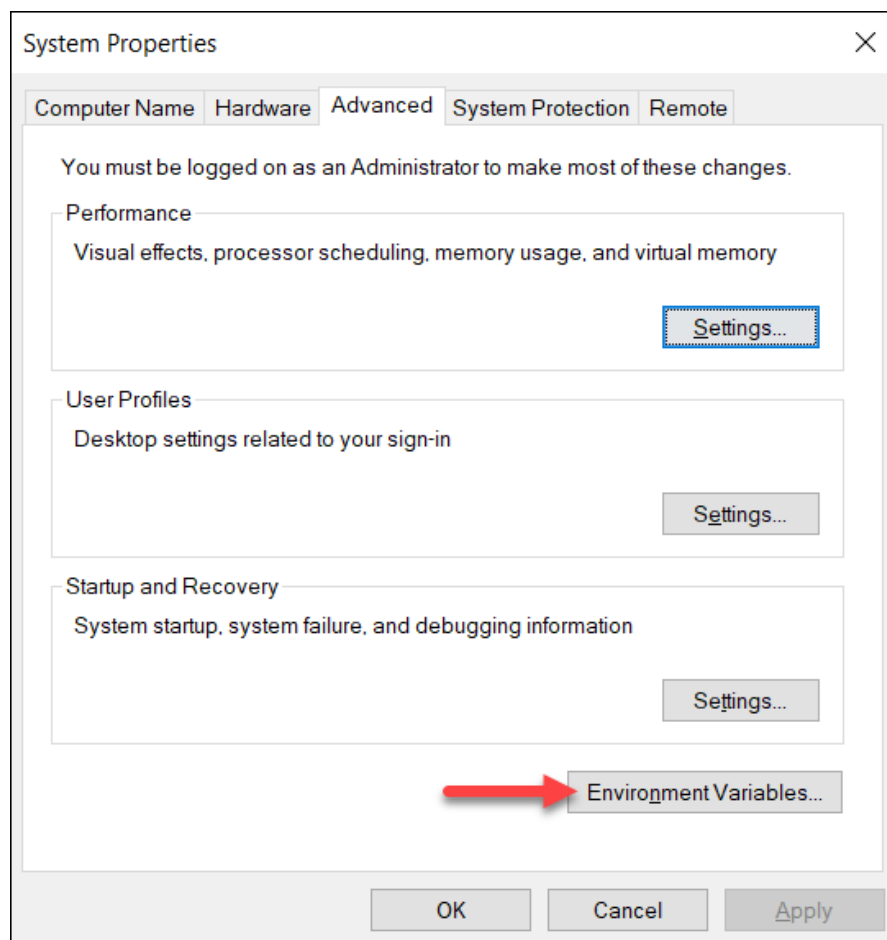 System Properties
Computer Name Hardware Advanced System Protection Remote
You must be logged on as an Administrator to make most of these changes.
Performance
Visual effects, processor scheduling, memory usage, and virtual memory
Settings...
User Profiles
Desktop settings related to your sign-in
Settings...
Startup and Recovery
System startup, system failure, and debugging information
Settings...
Environment Variables...
OK Cancel Apply